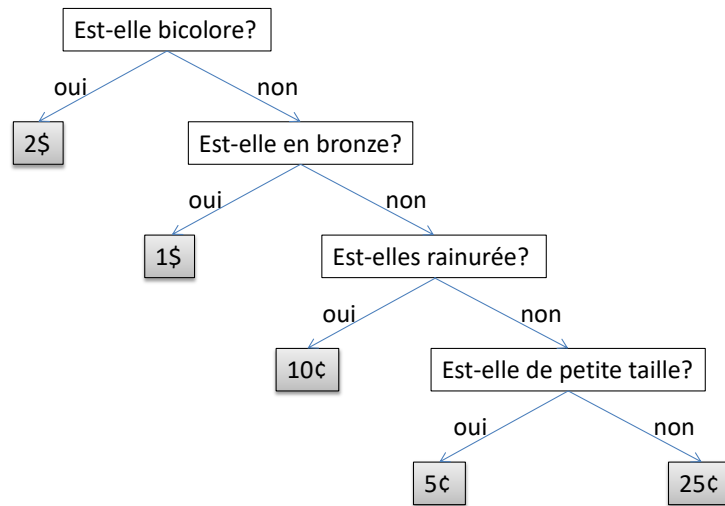 Est-elle bicolore?
oui
non
2$
Est-elle en bronze?
oui
non
1$
Est-elles rainurée?
oui
non
10¢
Est-elle de petite taille?
oui
non
5¢
25¢